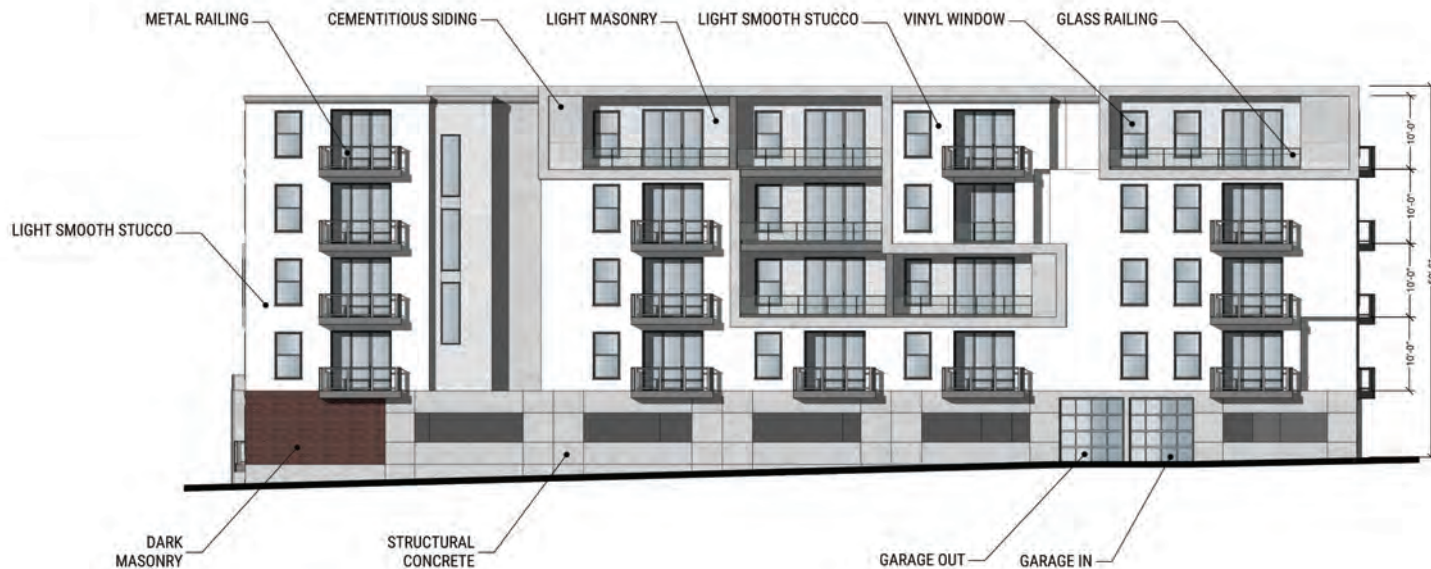 METAL RAILING
CEMENTITIOUS SIDING
LIGHT MASONRY
LIGHT SMOOTH STUCCO
VINYL WINDOW
GLASS RAILING
10'-0"
10'-0"
10'-0"
10'-0"
LIGHT SMOOTH STUCCO
DARK
MASONRY
STRUCTURAL
CONCRETE
GARAGE OUT
GARAGE IN